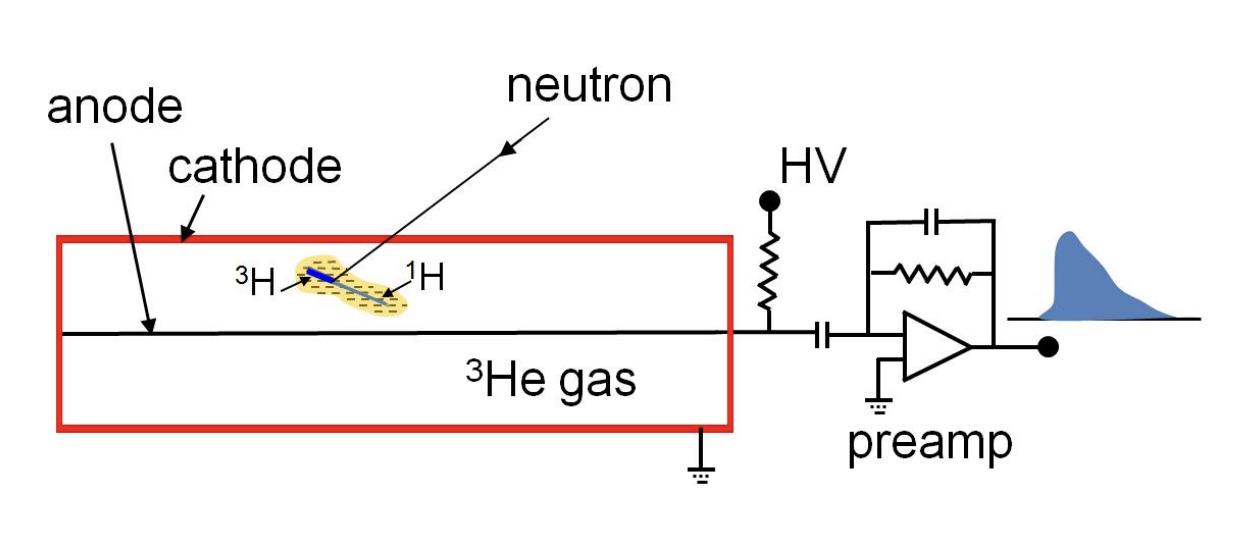 neutron
anode
cathode
HV
³H
¹H
³He gas
preamp